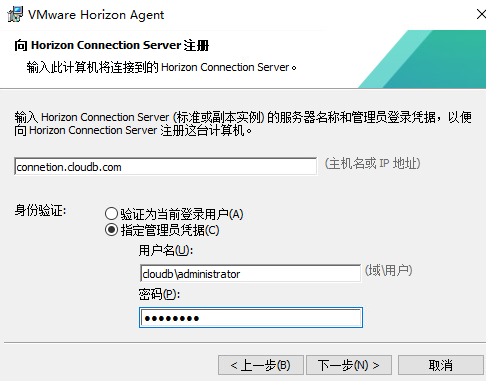 VMware Horizon Agent
向 Horizon Connection Server 注册
输入此计算机将连接到的 Horizon Connection Server。
输入 Horizon Connection Server (标准或副本实例) 的服务器名称和管理员登录凭据，以便
向 Horizon Connection Server 注册这台计算机。
connetion.cloudb.com (主机名或 IP 地址)
身份验证: 验证为当前登录用户(A)
指定管理员凭据(C)
用户名(U):
cloudb\administrator (域\用户)
密码(P):
●●●●●●●●
< 上一步(B) 下一步(N) > 取消